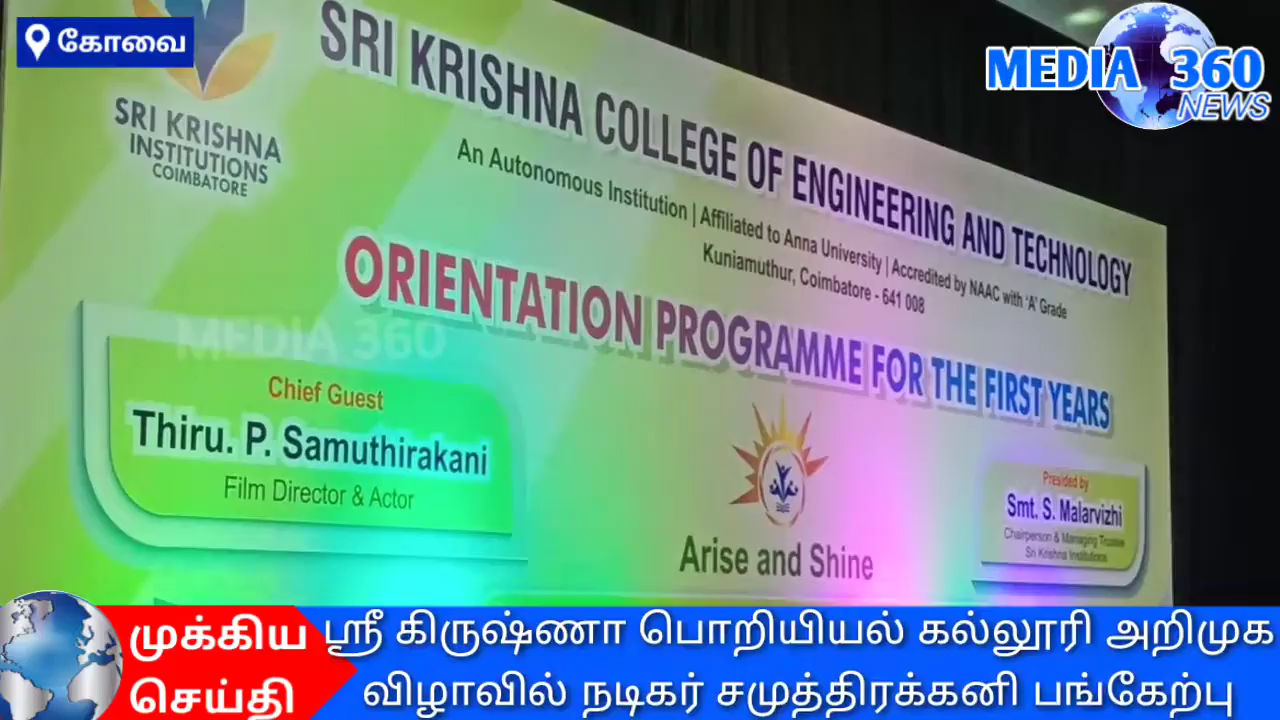 கோவை
MEDIA 360
NEWS
SRI KRISHNA
INSTITUTIONS
COIMBATORE
SRI KRISHNA COLLEGE OF ENGINEERING AND TECHNOLOGY
An Autonomous Institution | Affiliated to Anna University | Accredited by NAAC with 'A' Grade
Kuniamuthur, Coimbatore - 641 008
ORIENTATION PROGRAMME FOR THE FIRST YEARS
MEDIA 360
Chief Guest
Thiru. P. Samuthirakani
Film Director & Actor
Arise and Shine
Presided by
Smt. S. Malarvizhi
Chairperson & Managing Trustee
Sri Krishna Institutions
முக்கிய
செய்தி
ஸ்ரீ கிருஷ்ணா பொறியியல் கல்லூரி அறிமுக
விழாவில் நடிகர் சமுத்திரக்கனி பங்கேற்பு